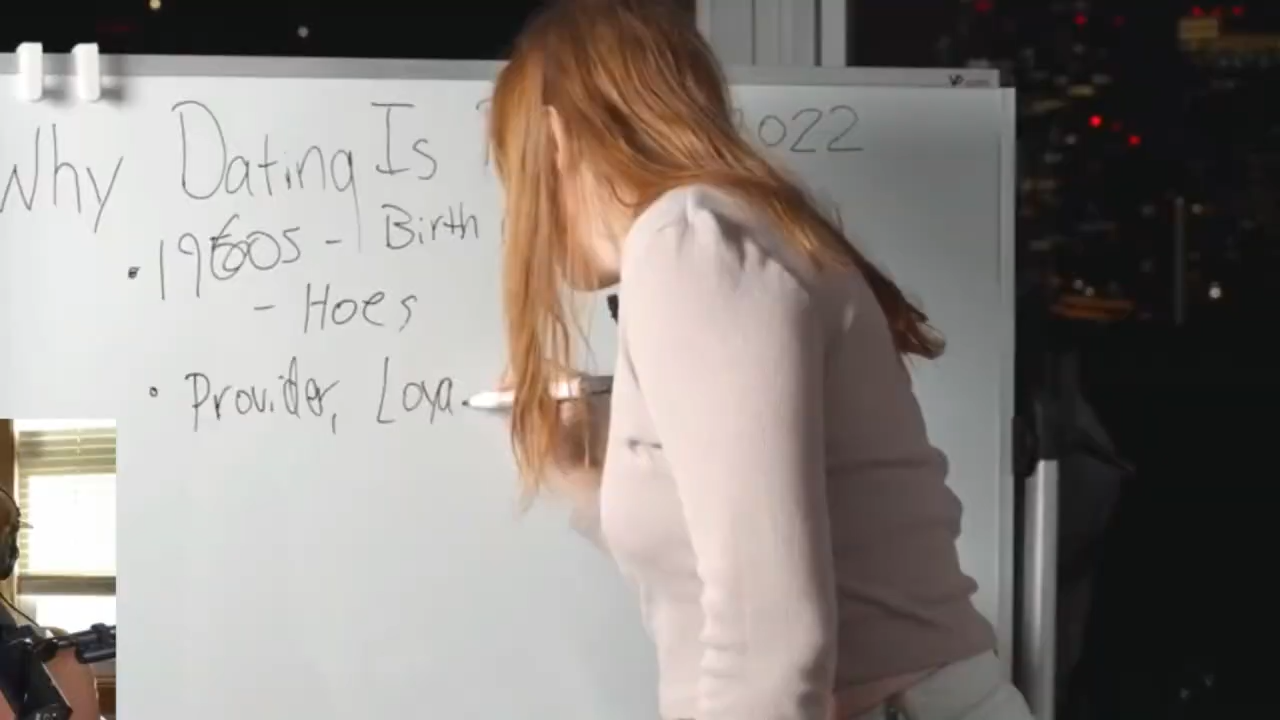 Why Dating Is 2022
• 1960s - Birth
- Hoes
• Provider, Loya